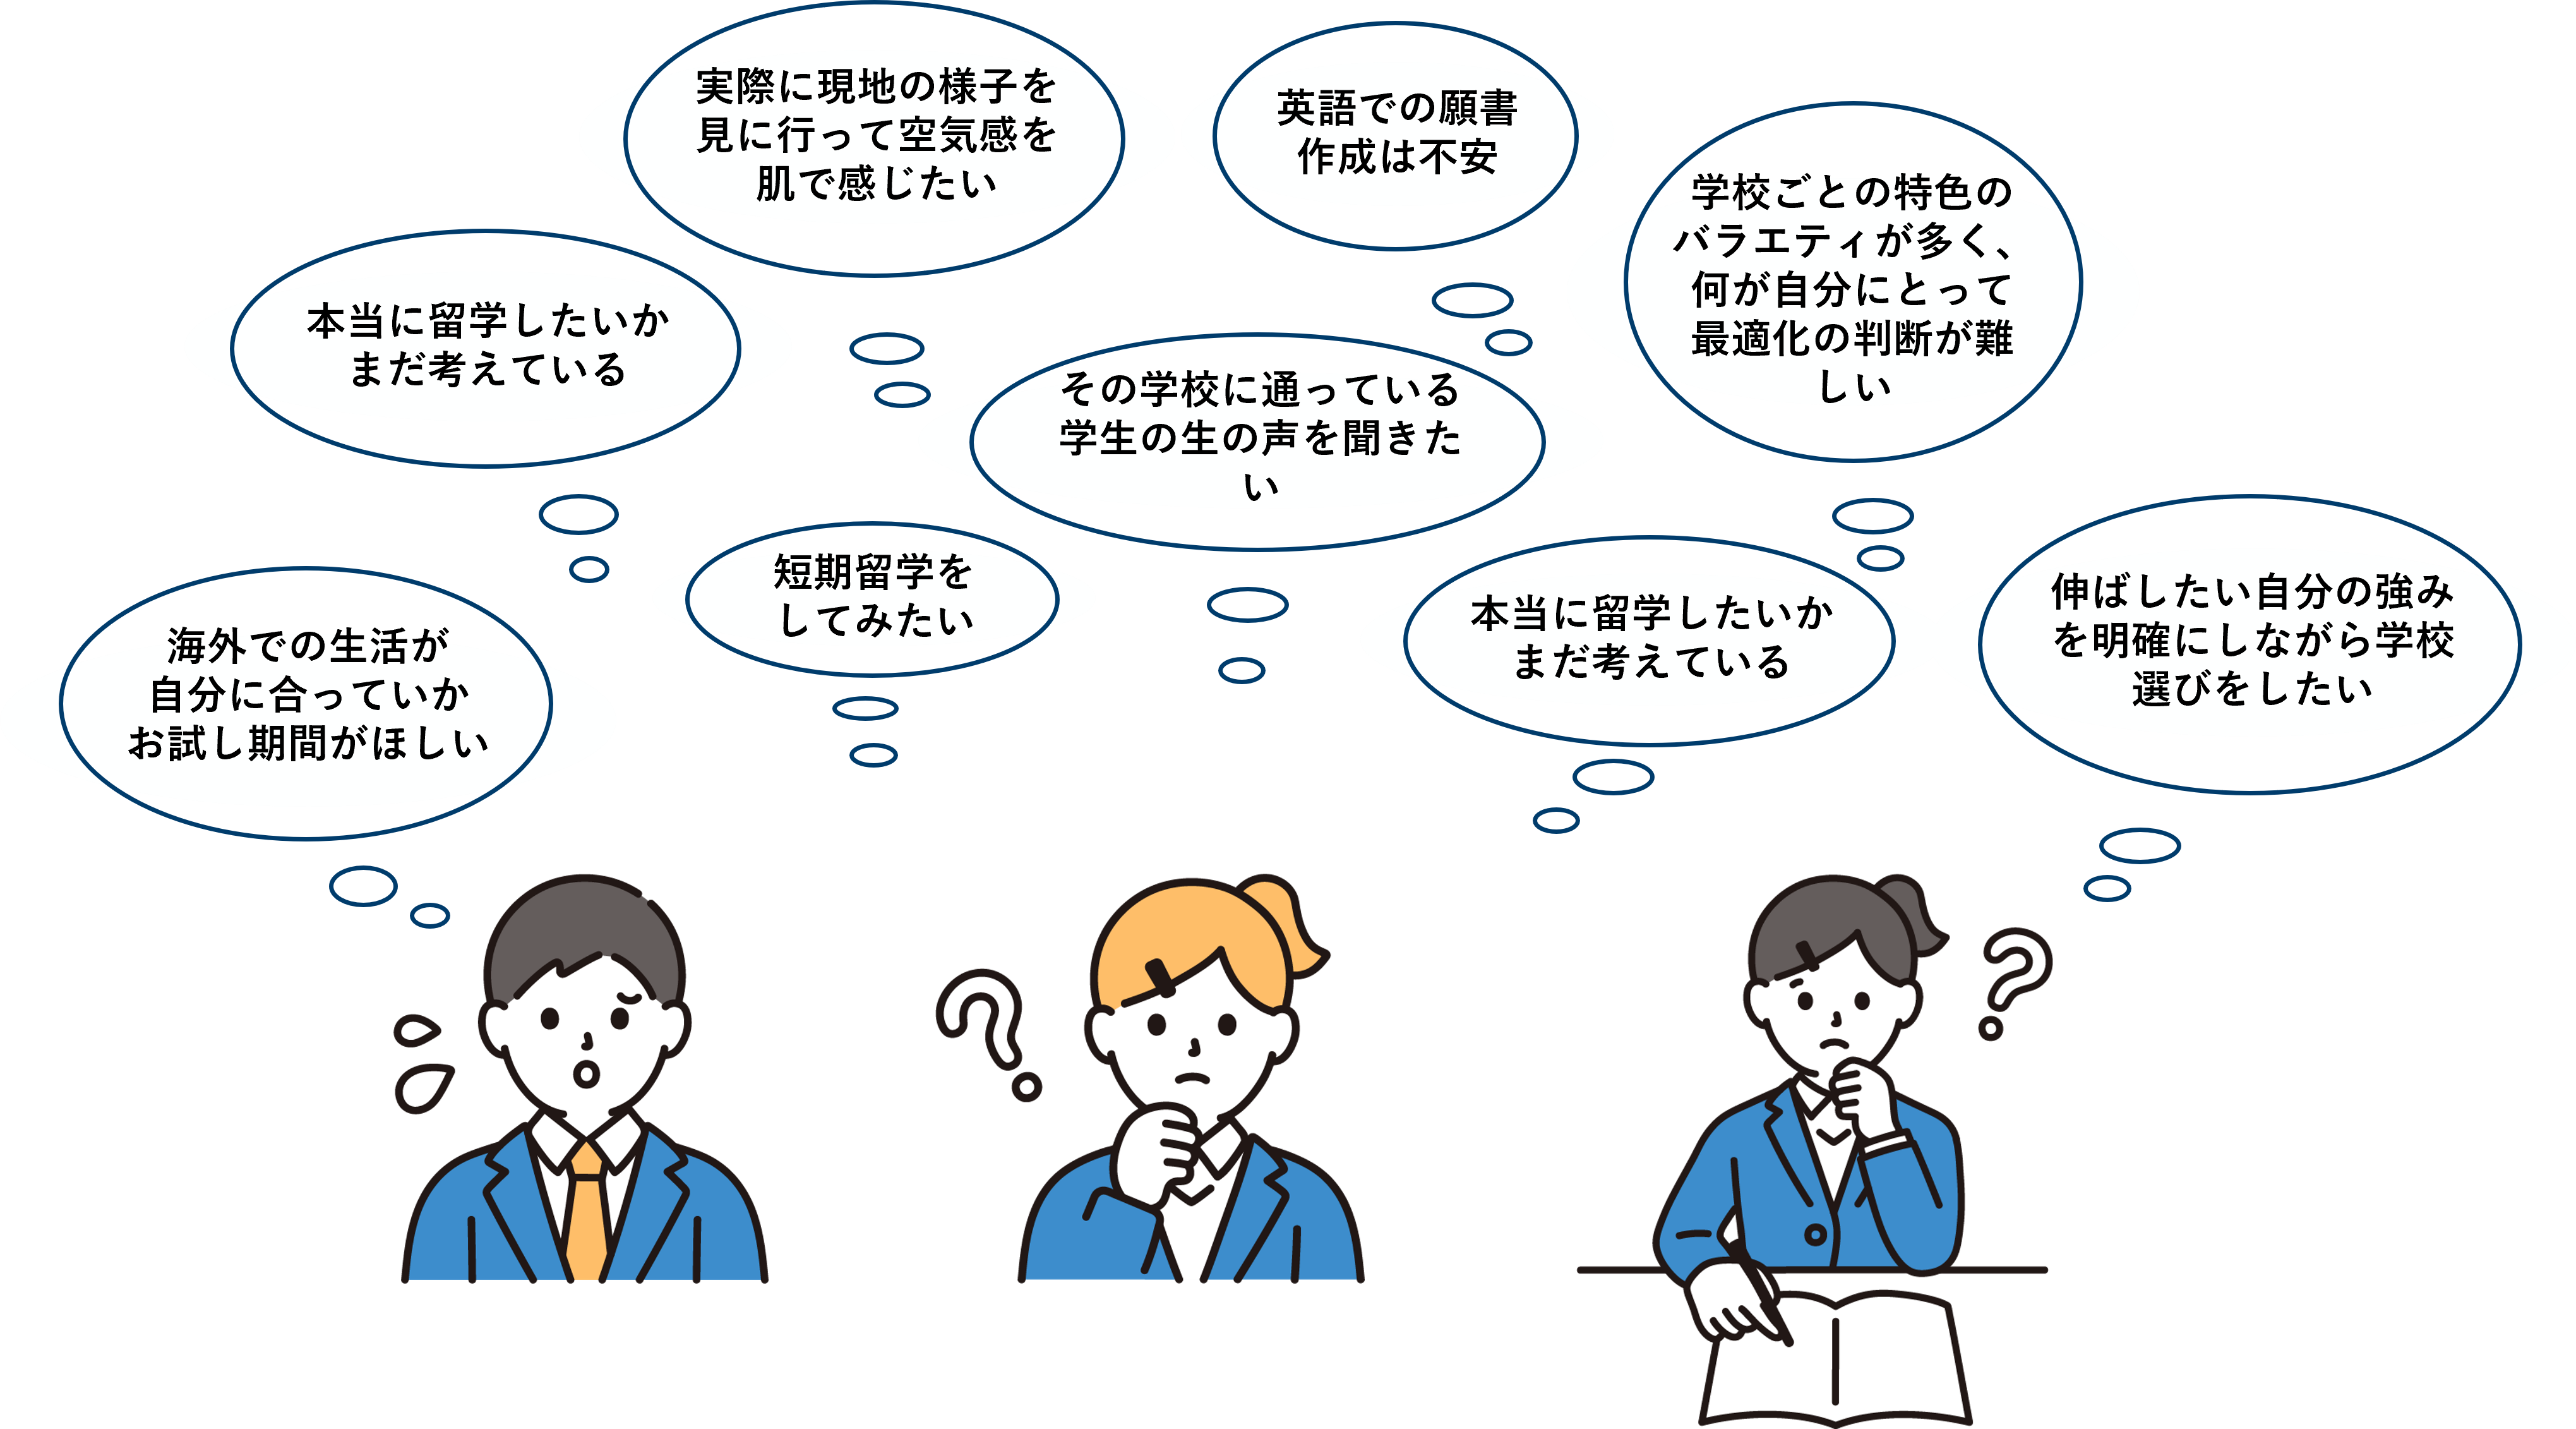 実際に現地の様子を
見に行って空気感を
肌で感じたい
英語での願書
作成は不安
学校ごとの特色の
バラエティが多く、
何が自分にとって
最適化の判断が難
しい
本当に留学したいか
まだ考えている
その学校に通っている
学生の生の声を聞きた
い
短期留学を
してみたい
本当に留学したいか
まだ考えている
伸ばしたい自分の強み
を明確にしながら学校
選びをしたい
海外での生活が
自分に合っていか
お試し期間がほしい